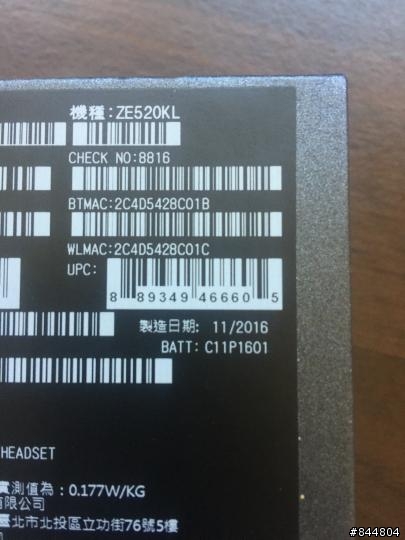 機種:ZE520KL
CHECK NO:8816
BTMAC:2C4D5428C01B
WLMAC:2C4D5428C01C
UPC:
8 89349 46660 5
製造日期: 11/2016
BATT: C11P1601
HEADSET
實測值為：0.177W/KG
有限公司
臺北市北投區立功街76號5樓
#844804